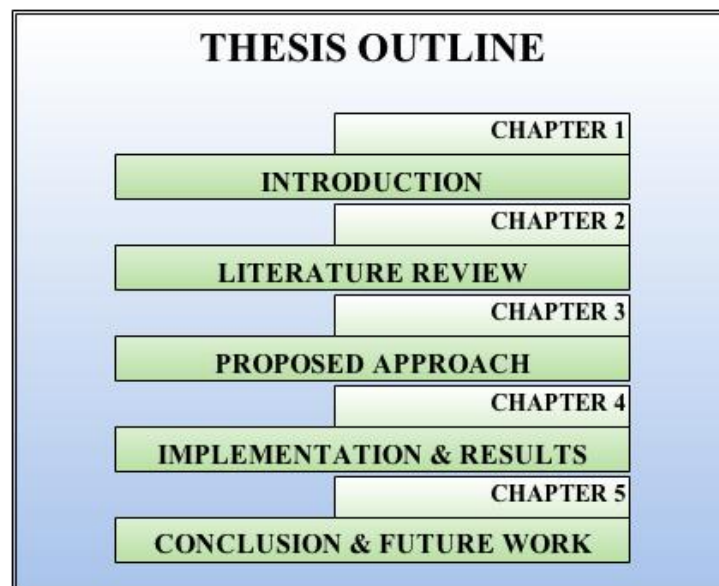 THESIS OUTLINE
CHAPTER 1
INTRODUCTION
CHAPTER 2
LITERATURE REVIEW
CHAPTER 3
PROPOSED APPROACH
CHAPTER 4
IMPLEMENTATION & RESULTS
CHAPTER 5
CONCLUSION & FUTURE WORK